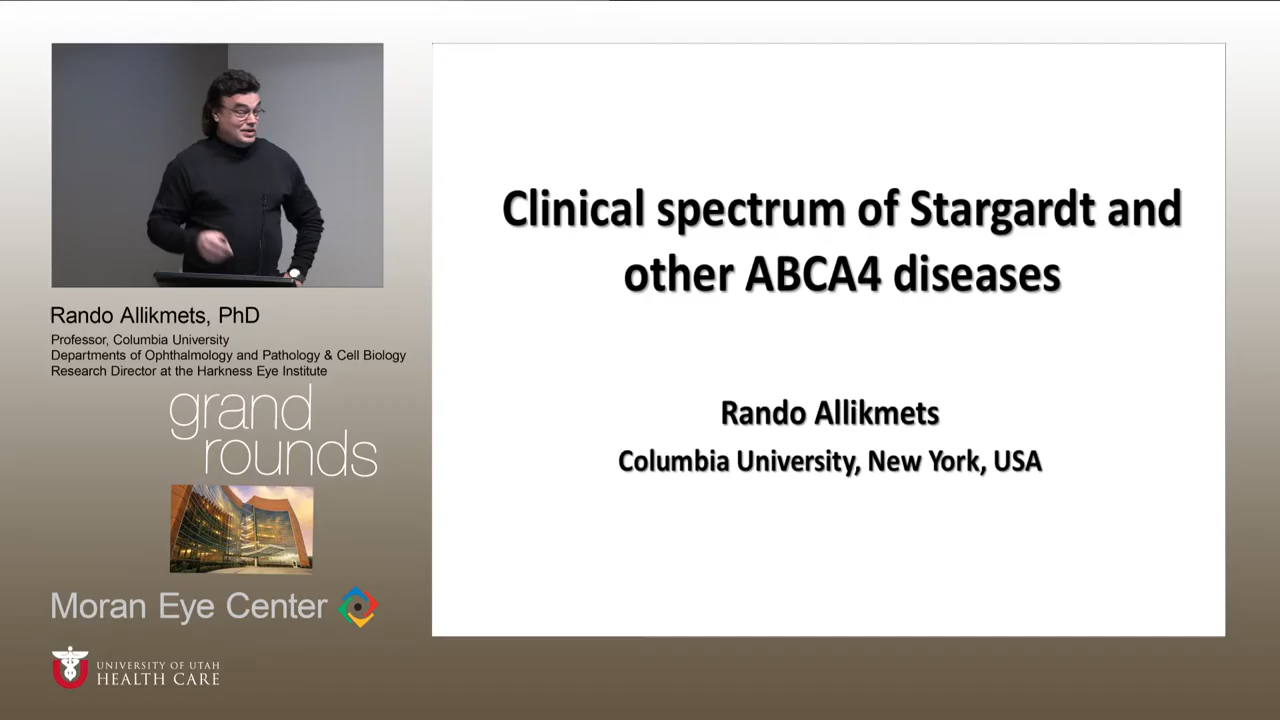 Rando Allikmets, PhD
Professor, Columbia University
Departments of Ophthalmology and Pathology & Cell Biology
Research Director at the Harkness Eye Institute
grand
rounds
Moran Eye Center
UNIVERSITY OF UTAH
HEALTH CARE
Clinical spectrum of Stargardt and
other ABCA4 diseases
Rando Allikmets
Columbia University, New York, USA